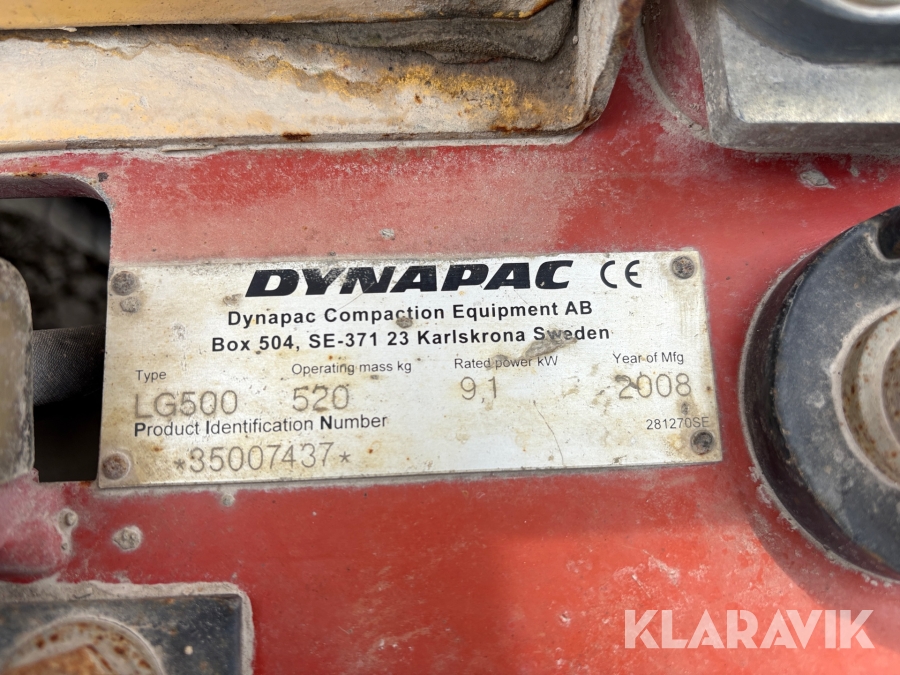 DYNAPAC CE
Dynapac Compaction Equipment AB
Box 504, SE-371 23 Karlskrona Sweden
Type Operating mass kg Rated power kW Year of Mfg
LG500 520 9,1 2008
Product Identification Number 281270SE
*35007437*
KLARAVIK